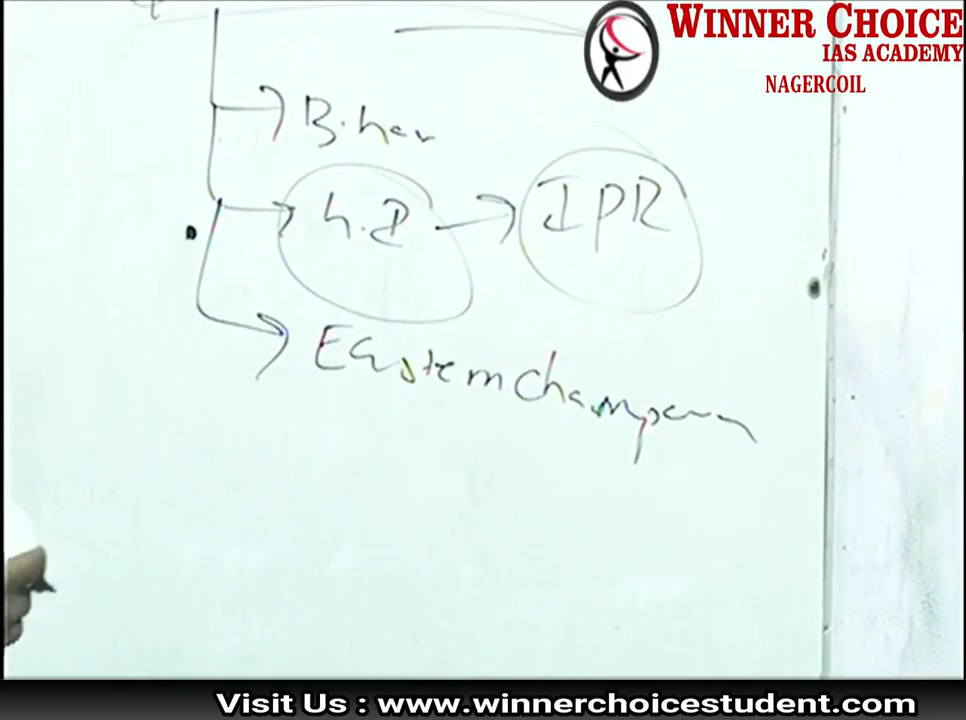 WINNER CHOICE
IAS ACADEMY
NAGERCOIL
Bihar
IPR
Eastern Champaran
Visit Us : www.winnerchoicestudent.com